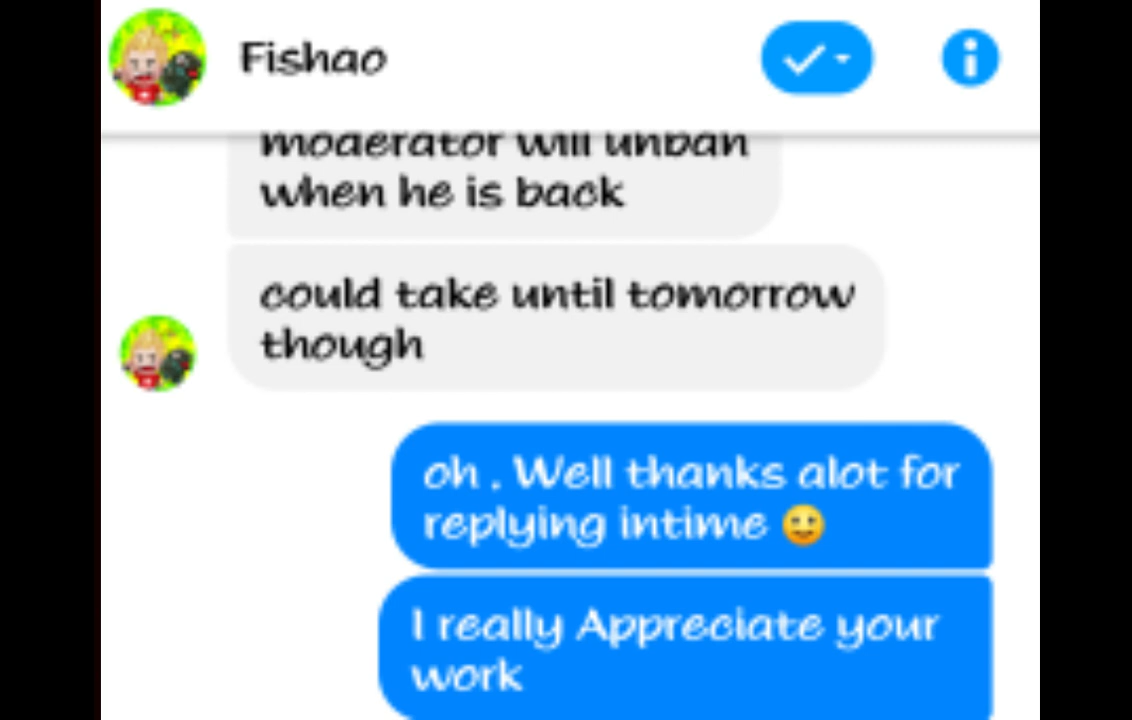 Fishao
moderator will unban
when he is back
could take until tomorrow
though
oh . Well thanks alot for
replying intime 🙂
I really Appreciate your
work